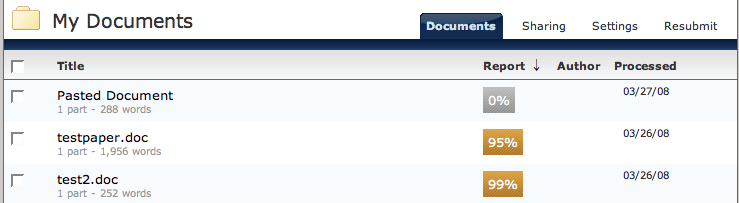 My Documents
Documents Sharing Settings Resubmit
Title Report ↓ Author Processed
Pasted Document 0% 03/27/08
1 part - 288 words
testpaper.doc 95% 03/26/08
1 part - 1,956 words
test2.doc 99% 03/26/08
1 part - 252 words